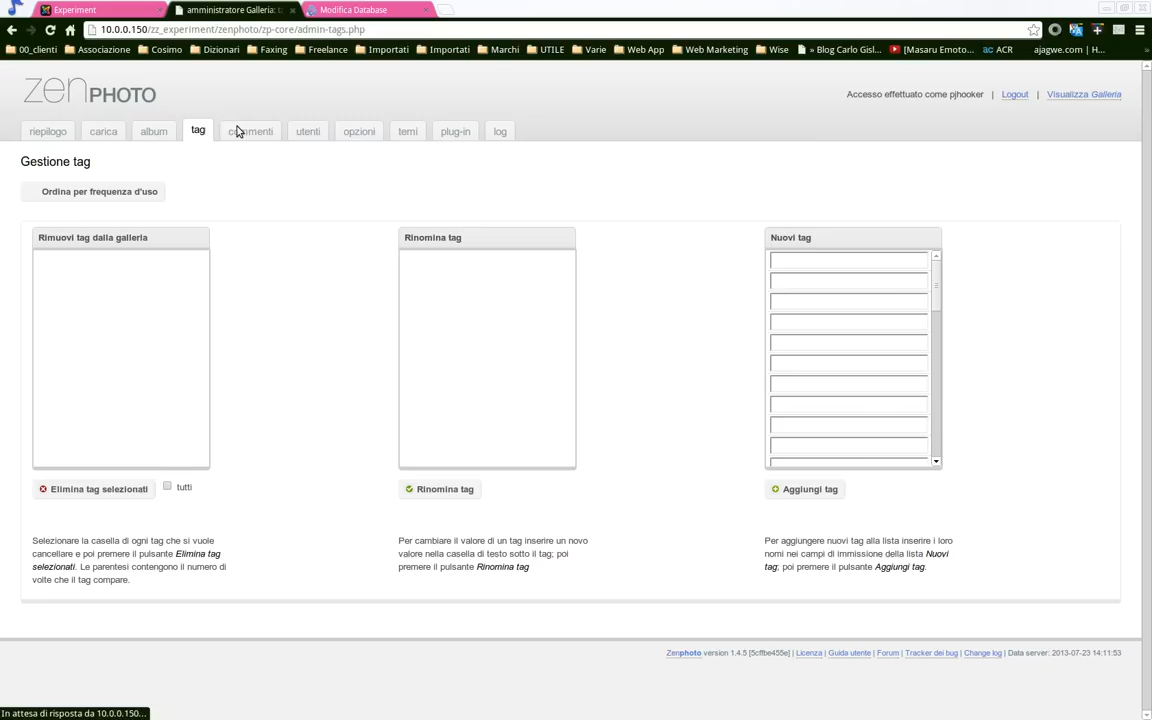 Experiment
amministratore Galleria: t
Modifica Database
10.0.0.150/zz_experiment/zenphoto/zp-core/admin-tags.php
00_clienti Associazione Cosimo Dizionari Faxing Freelance Importati Importati Marchi UTILE Varie Web App Web Marketing Wise » Blog Carlo Gisl... [Masaru Emoto... ac ACR ajagwe.com | H...
zenPHOTO
Accesso effettuato come pjhooker | Logout | Visualizza Galleria
riepilogo carica album tag commenti utenti opzioni temi plug-in log
Gestione tag
Ordina per frequenza d'uso
Rimuovi tag dalla galleria
Rinomina tag
Nuovi tag
Elimina tag selezionati tutti
Rinomina tag
Aggiungi tag
Selezionare la casella di ogni tag che si vuole
cancellare e poi premere il pulsante Elimina tag
selezionati. Le parentesi contengono il numero di
volte che il tag compare.
Per cambiare il valore di un tag inserire un novo
valore nella casella di testo sotto il tag; poi
premere il pulsante Rinomina tag
Per aggiungere nuovi tag alla lista inserire i loro
nomi nei campi di immissione della lista Nuovi
tag; poi premere il pulsante Aggiungi tag.
Zenphoto version 1.4.5 [5cffbe455e] | Licenza | Guida utente | Forum | Tracker dei bug | Change log | Data server: 2013-07-23 14:11:53
In attesa di risposta da 10.0.0.150...